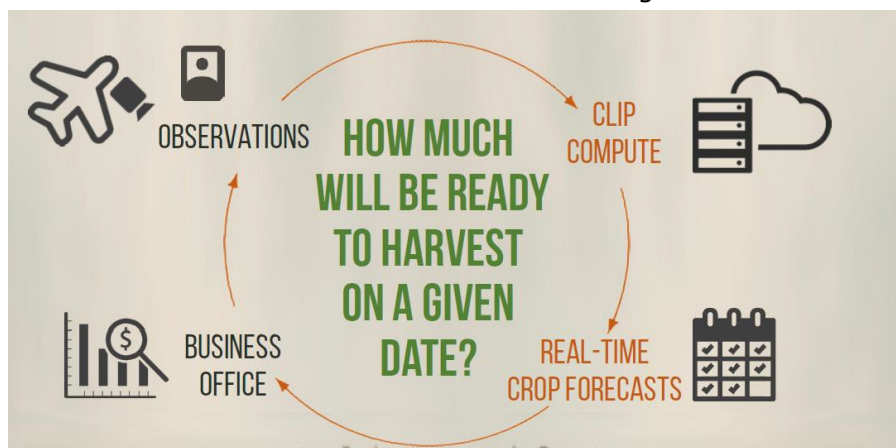 OBSERVATIONS
HOW MUCH
WILL BE READY
TO HARVEST
ON A GIVEN
DATE?
CLIP
COMPUTE
REAL-TIME
CROP FORECASTS
BUSINESS
OFFICE
$